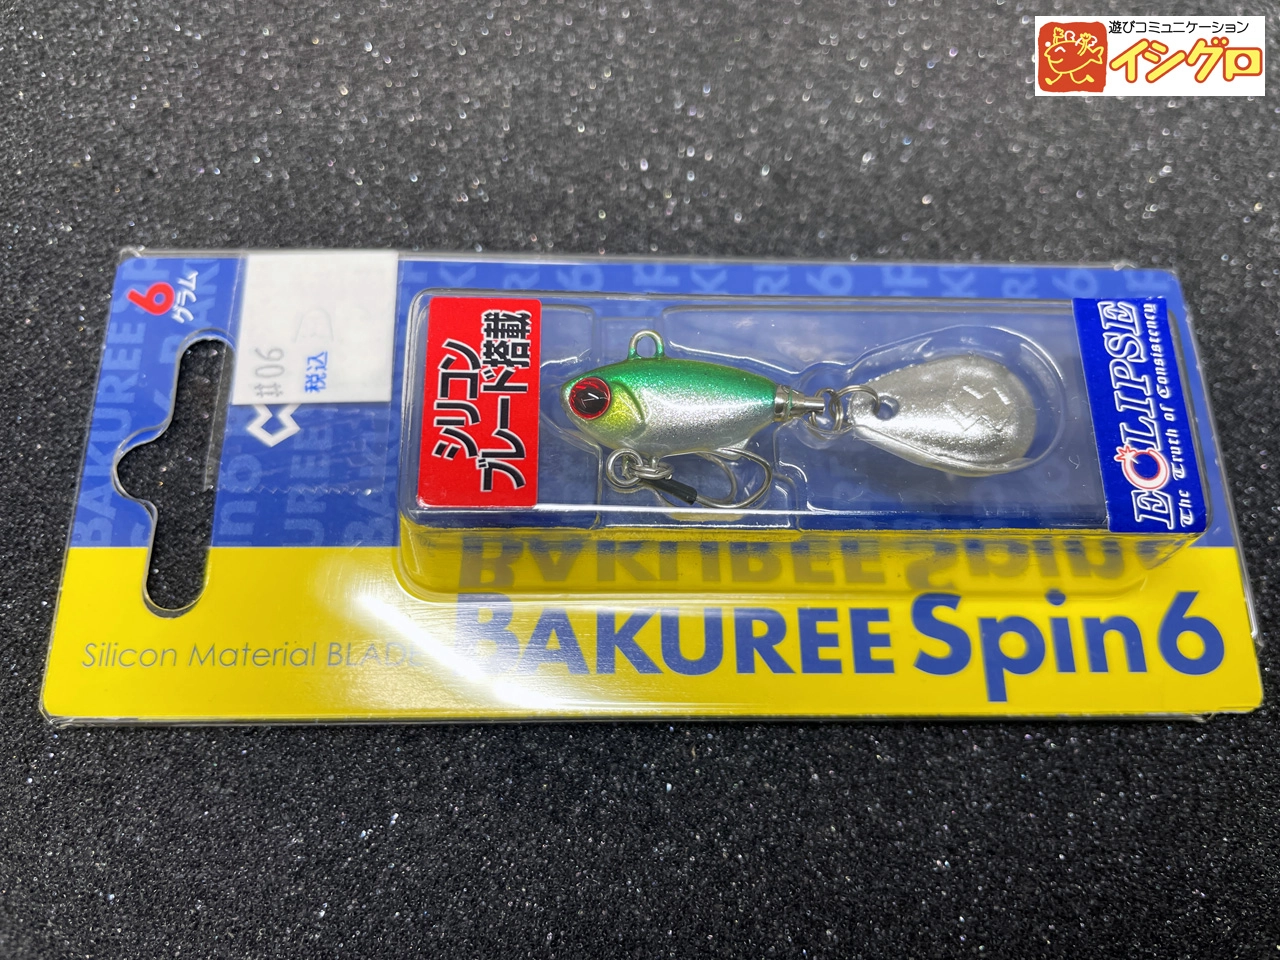 遊びコミュニケーション
イシグロ
6
グラム
#06
税込
シリコン
ブレード搭載
ECLIPSE
The Truth of Consistency
BAKUREE Spin6
Silicon Material BLADE